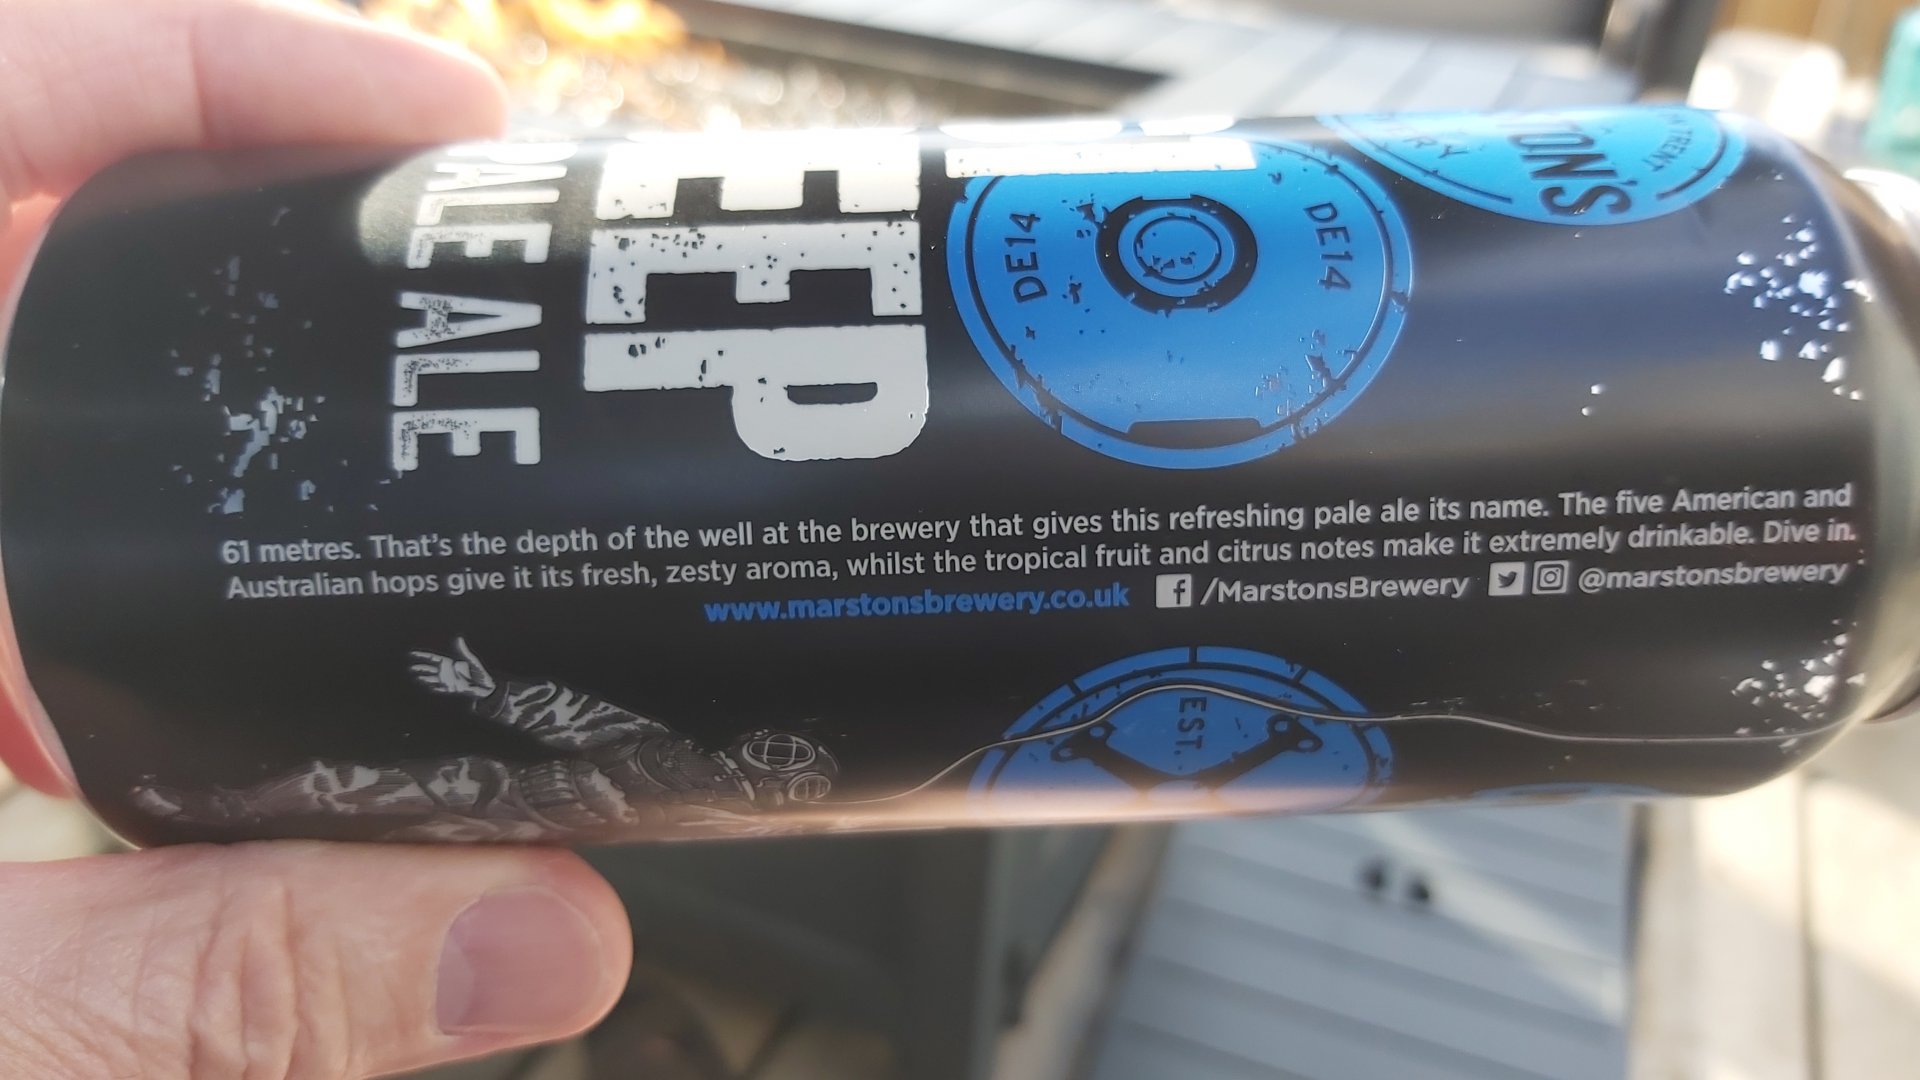 TON'S
TRENT
DE14
DE14
EEP
PALE ALE
61 metres. That's the depth of the well at the brewery that gives this refreshing pale ale its name. The five American and
Australian hops give it its fresh, zesty aroma, whilst the tropical fruit and citrus notes make it extremely drinkable. Dive in.
www.marstonsbrewery.co.uk /MarstonsBrewery @marstonsbrewery
EST.